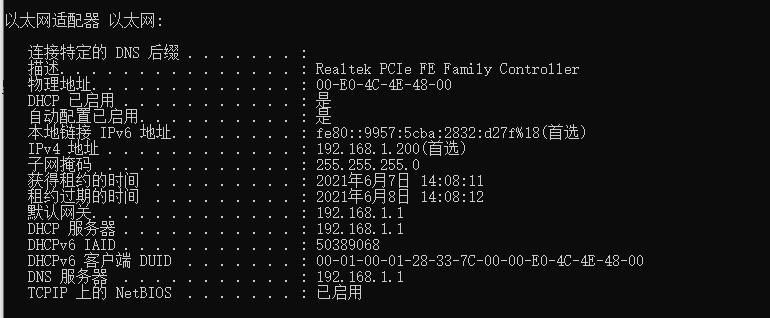 以太网适配器 以太网:
连接特定的 DNS 后缀 . . . . . . . :
描述. . . . . . . . . . . . . . . : Realtek PCIe FE Family Controller
物理地址. . . . . . . . . . . . . : 00-E0-4C-4E-48-00
DHCP 已启用 . . . . . . . . . . . : 是
自动配置已启用. . . . . . . . . . : 是
本地链接 IPv6 地址. . . . . . . . : fe80::9957:5cba:2832:d27f%18(首选)
IPv4 地址 . . . . . . . . . . . . : 192.168.1.200(首选)
子网掩码 . . . . . . . . . . . . : 255.255.255.0
获得租约的时间 . . . . . . . . . : 2021年6月7日 14:08:11
租约过期的时间 . . . . . . . . . : 2021年6月8日 14:08:12
默认网关. . . . . . . . . . . . . : 192.168.1.1
DHCP 服务器 . . . . . . . . . . . : 192.168.1.1
DHCPv6 IAID . . . . . . . . . . . : 50389068
DHCPv6 客户端 DUID . . . . . . . : 00-01-00-01-28-33-7C-00-00-E0-4C-4E-48-00
DNS 服务器 . . . . . . . . . . . : 192.168.1.1
TCPIP 上的 NetBIOS . . . . . . . : 已启用